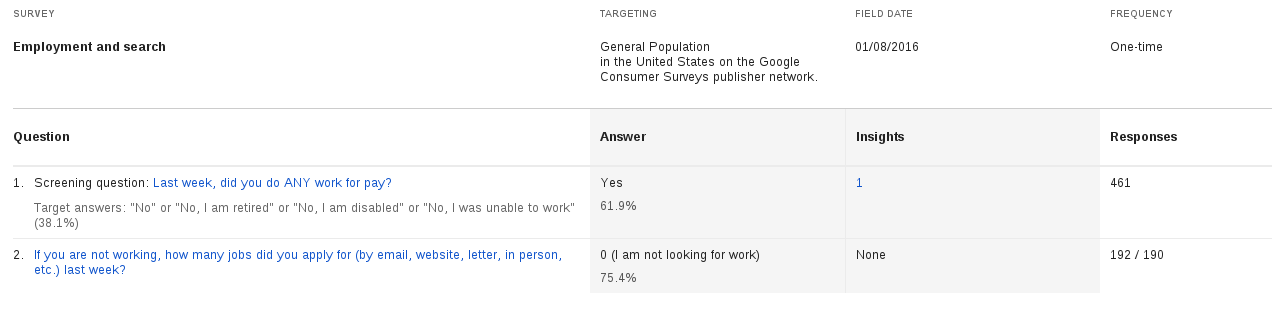 SURVEY TARGETING FIELD DATE FREQUENCY
Employment and search General Population 01/08/2016 One-time
in the United States on the Google
Consumer Surveys publisher network.
Question Answer Insights Responses
1. Screening question: Last week, did you do ANY work for pay? Yes 1 461
Target answers: "No" or "No, I am retired" or "No, I am disabled" or "No, I was unable to work" 61.9%
(38.1%)
2. If you are not working, how many jobs did you apply for (by email, website, letter, in person, 0 (I am not looking for work) None 192 / 190
etc.) last week?
75.4%